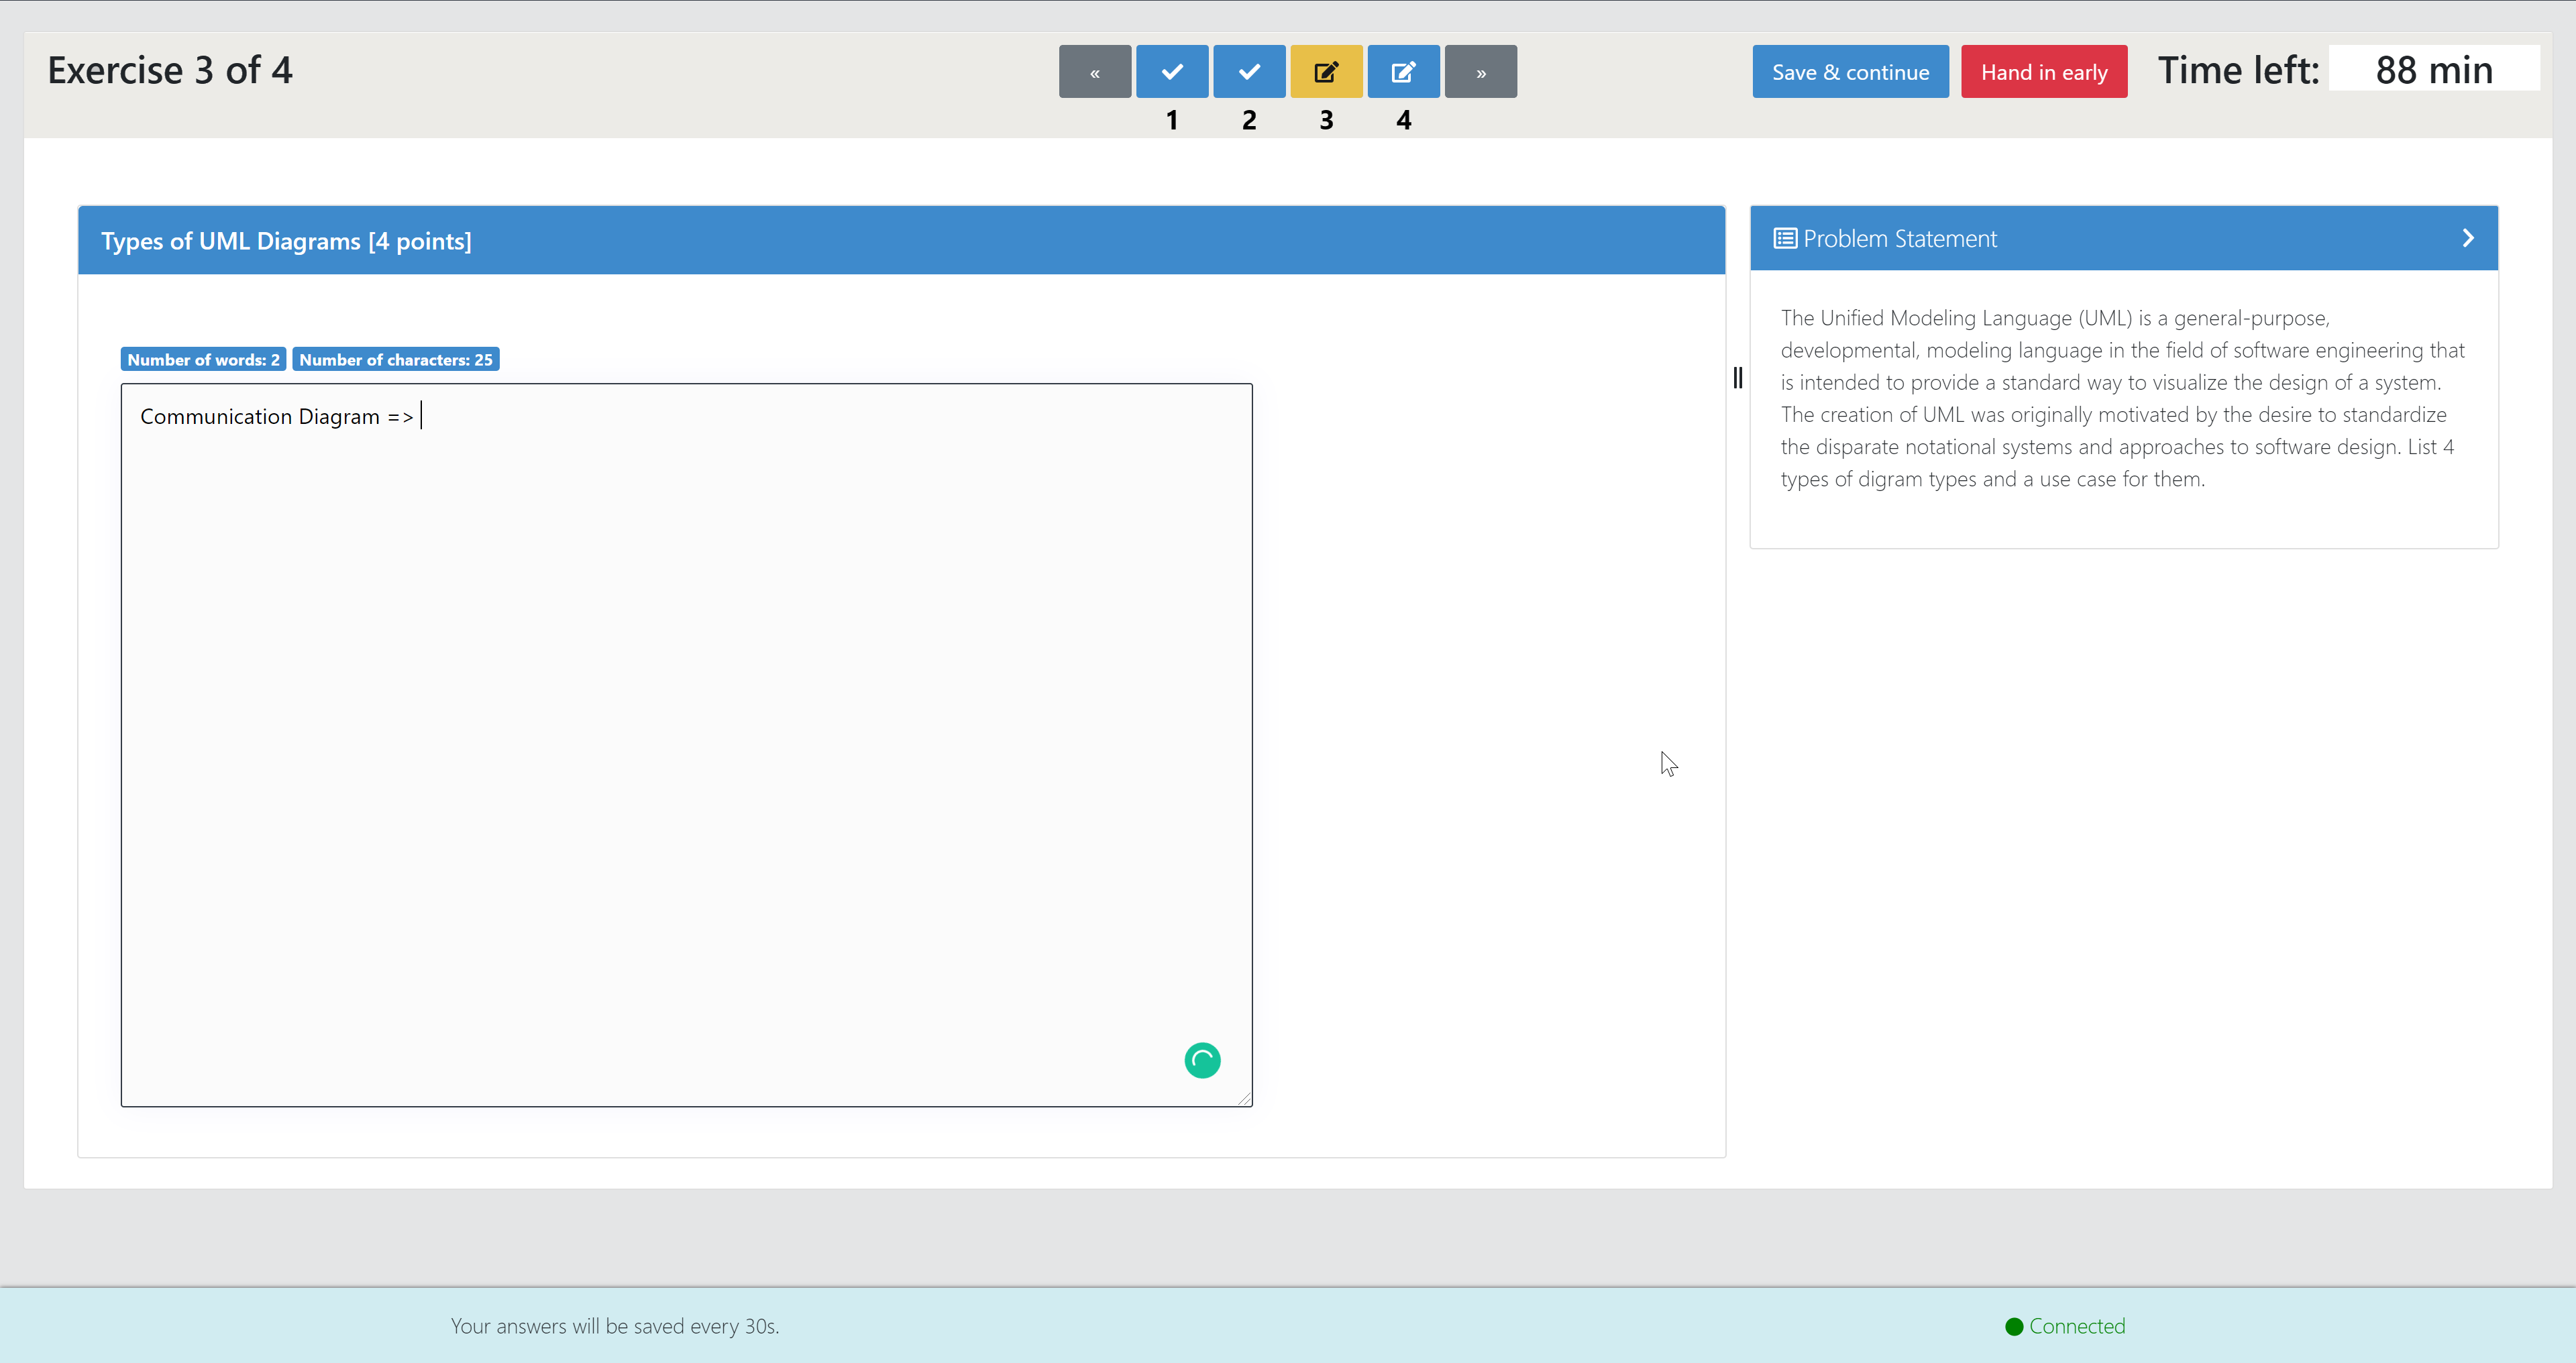 Exercise 3 of 4
«
»
1
2
3
4
Save & continue
Hand in early
Time left:
88 min
Types of UML Diagrams [4 points]
Number of words: 2
Number of characters: 25
Communication Diagram =>
Problem Statement
The Unified Modeling Language (UML) is a general-purpose,
developmental, modeling language in the field of software engineering that
is intended to provide a standard way to visualize the design of a system.
The creation of UML was originally motivated by the desire to standardize
the disparate notational systems and approaches to software design. List 4
types of digram types and a use case for them.
Your answers will be saved every 30s.
Connected